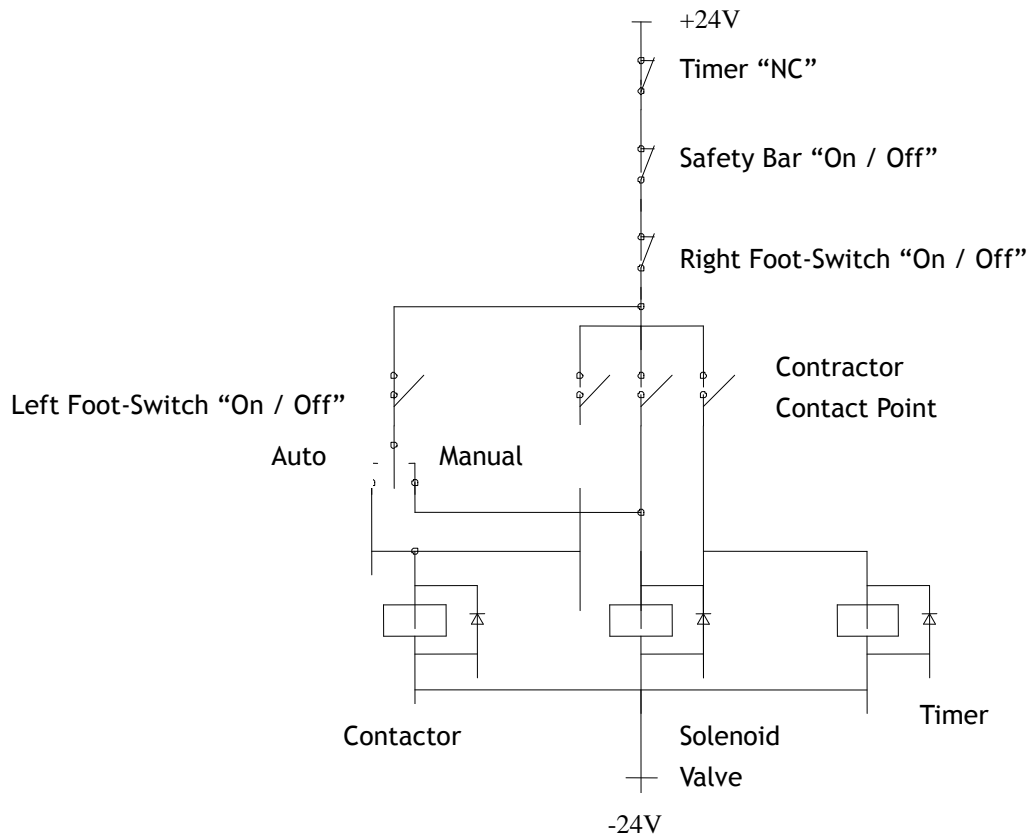 +24V
Timer “NC”
Safety Bar “On / Off”
Right Foot-Switch “On / Off”
Contractor
Contact Point
Left Foot-Switch “On / Off”
Auto
Manual
Contactor
Solenoid
Valve
Timer
-24V